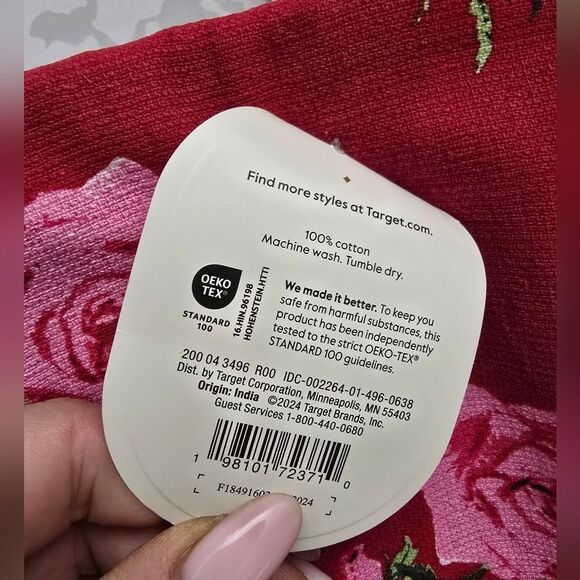 Find more styles at Target.com.
100% cotton
Machine wash. Tumble dry.
OEKO
TEX®
STANDARD
100
16.HIN.96198
HOHENSTEIN.HTTI
We made it better. To keep you
safe from harmful substances, this
product has been independently
tested to the strict OEKO-TEX®
STANDARD 100 guidelines.
200 04 3496 R00 IDC-002264-01-496-0638
Dist. by Target Corporation, Minneapolis, MN 55403
Origin: India ©2024 Target Brands, Inc.
Guest Services 1-800-440-0680
1 98101 72371 0